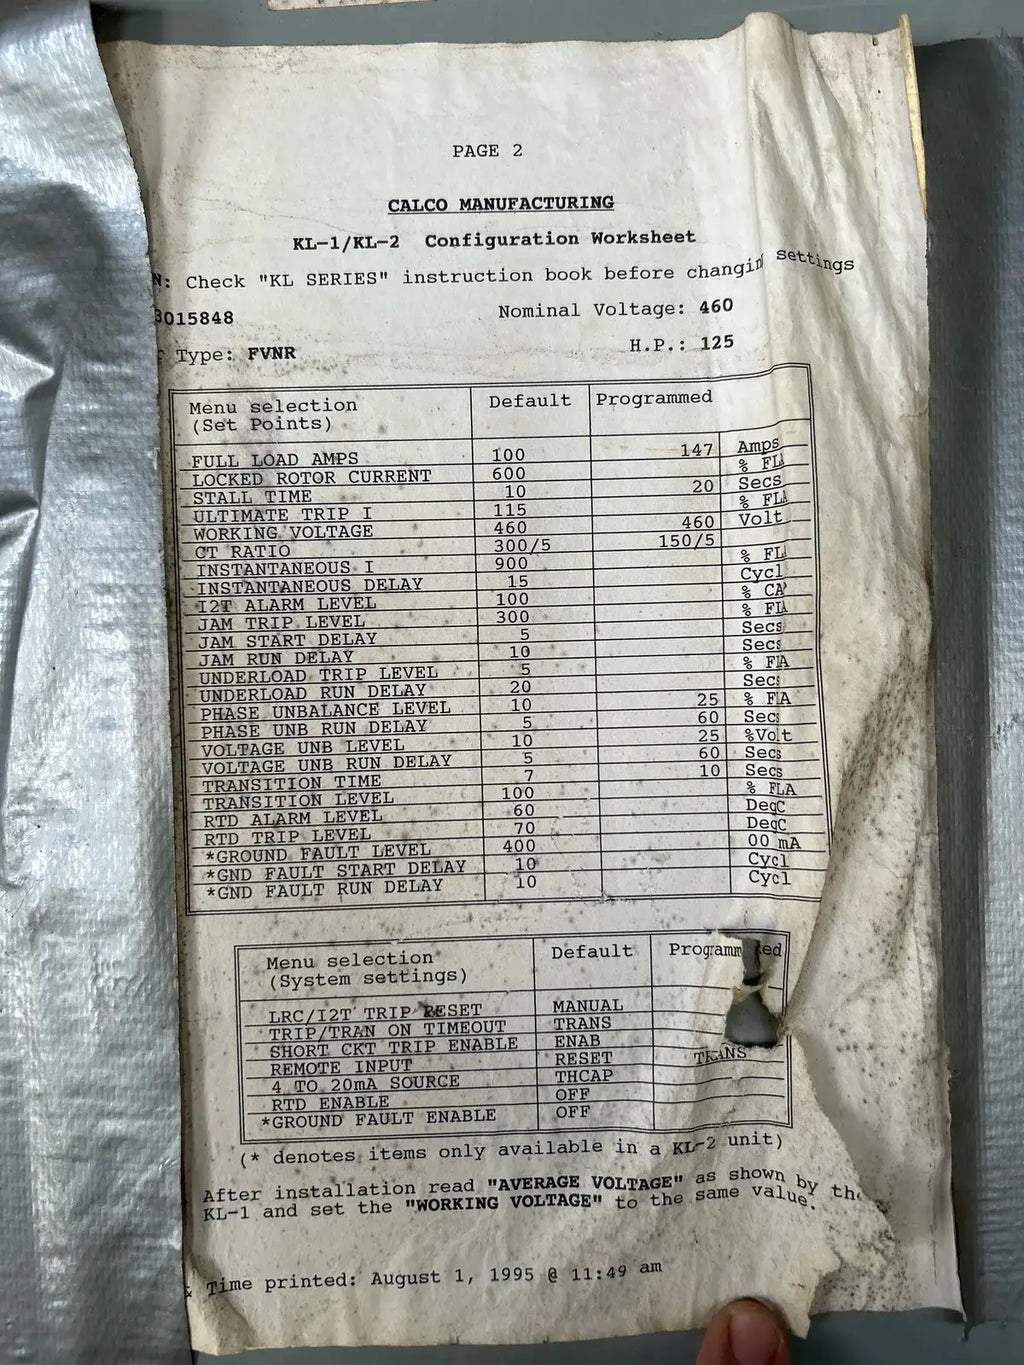 PAGE 2
CALCO MANUFACTURING
KL-1/KL-2 Configuration Worksheet
N: Check "KL SERIES" instruction book before changing settings
3015848 Nominal Voltage: 460
Type: FVNR H.P.: 125
Menu selection Default Programmed
(Set Points)
FULL LOAD AMPS 100 147 Amps
LOCKED ROTOR CURRENT 600 % FLA
STALL TIME 10 20 Secs
ULTIMATE TRIP I 115 % FLA
WORKING VOLTAGE 460 460 Volt
CT RATIO 300/5 150/5
INSTANTANEOUS I 900 % FL
INSTANTANEOUS DELAY 15 Cycl
I2T ALARM LEVEL 100 % CA
JAM TRIP LEVEL 300 % FLA
JAM START DELAY 5 Secs
JAM RUN DELAY 10 Secs
UNDERLOAD TRIP LEVEL 5 % FLA
UNDERLOAD RUN DELAY 20 Secs
PHASE UNBALANCE LEVEL 10 25 % FLA
PHASE UNB RUN DELAY 5 60 Secs
VOLTAGE UNB LEVEL 10 25 %Volt
VOLTAGE UNB RUN DELAY 5 60 Secs
TRANSITION TIME 7 10 Secs
TRANSITION LEVEL 100 % FLA
RTD ALARM LEVEL 60 DegC
RTD TRIP LEVEL 70 DegC
*GROUND FAULT LEVEL 400 00 mA
*GND FAULT START DELAY 10 Cycl
*GND FAULT RUN DELAY 10 Cycl
Menu selection Default Programmed
(System settings)
LRC/I2T TRIP RESET MANUAL
TRIP/TRAN ON TIMEOUT TRANS
SHORT CKT TRIP ENABLE ENAB
REMOTE INPUT RESET TRANS
4 TO 20mA SOURCE THCAP
RTD ENABLE OFF
*GROUND FAULT ENABLE OFF
(* denotes items only available in a KL-2 unit)
After installation read "AVERAGE VOLTAGE" as shown by the
KL-1 and set the "WORKING VOLTAGE" to the same value.
& Time printed: August 1, 1995 @ 11:49 am